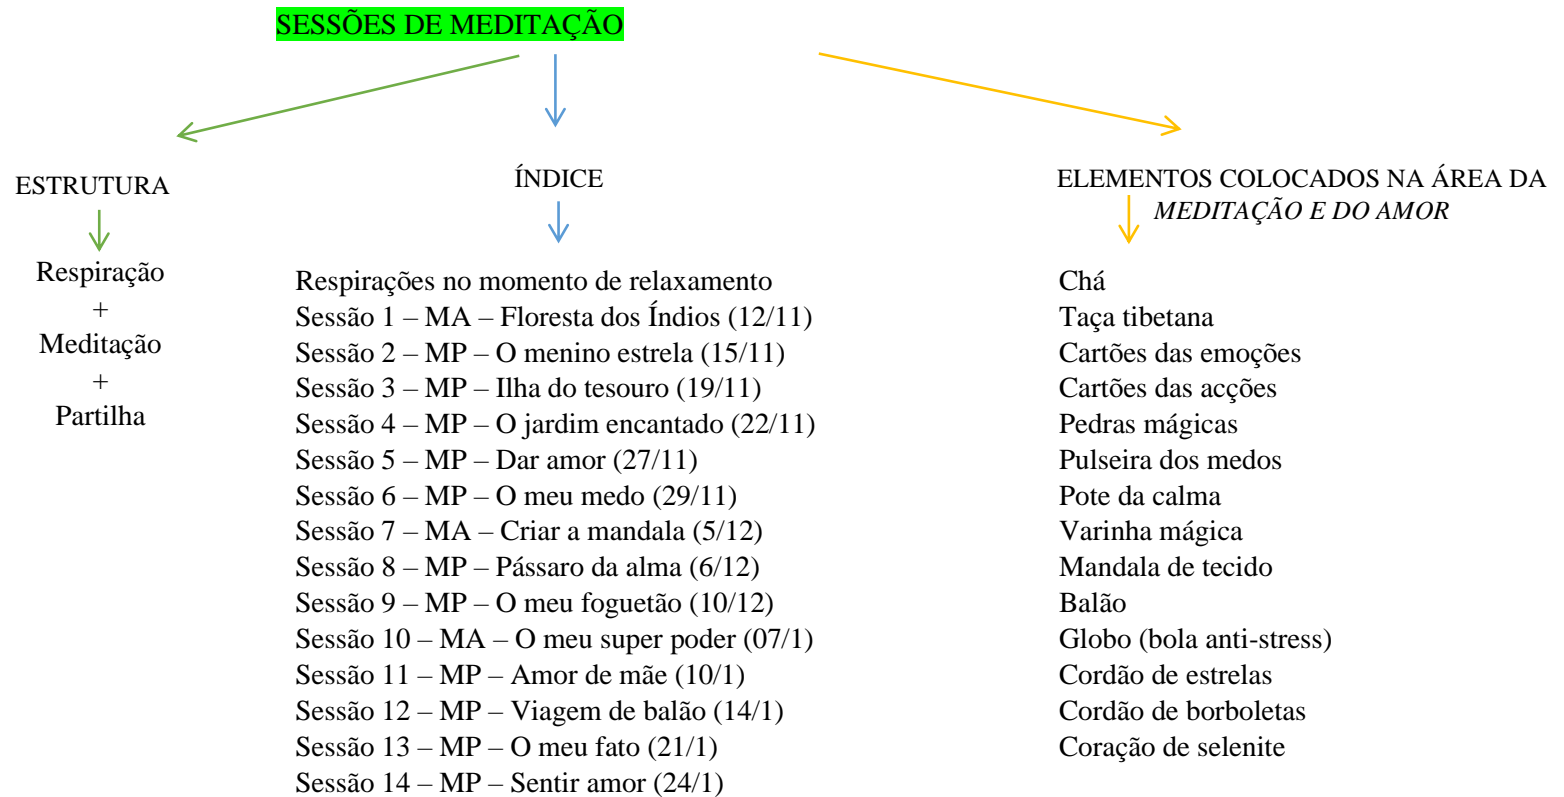 SESSÕES DE MEDITAÇÃO
ESTRUTURA
Respiração
+
Meditação
+
Partilha
ÍNDICE
Respirações no momento de relaxamento
Sessão 1 – MA – Floresta dos Índios (12/11)
Sessão 2 – MP – O menino estrela (15/11)
Sessão 3 – MP – Ilha do tesouro (19/11)
Sessão 4 – MP – O jardim encantado (22/11)
Sessão 5 – MP – Dar amor (27/11)
Sessão 6 – MP – O meu medo (29/11)
Sessão 7 – MA – Criar a mandala (5/12)
Sessão 8 – MP – Pássaro da alma (6/12)
Sessão 9 – MP – O meu foguetão (10/12)
Sessão 10 – MA – O meu super poder (07/1)
Sessão 11 – MP – Amor de mãe (10/1)
Sessão 12 – MP – Viagem de balão (14/1)
Sessão 13 – MP – O meu fato (21/1)
Sessão 14 – MP – Sentir amor (24/1)
ELEMENTOS COLOCADOS NA ÁREA DA
MEDITAÇÃO E DO AMOR
Chá
Taça tibetana
Cartões das emoções
Cartões das acções
Pedras mágicas
Pulseira dos medos
Pote da calma
Varinha mágica
Mandala de tecido
Balão
Globo (bola anti-stress)
Cordão de estrelas
Cordão de borboletas
Coração de selenite